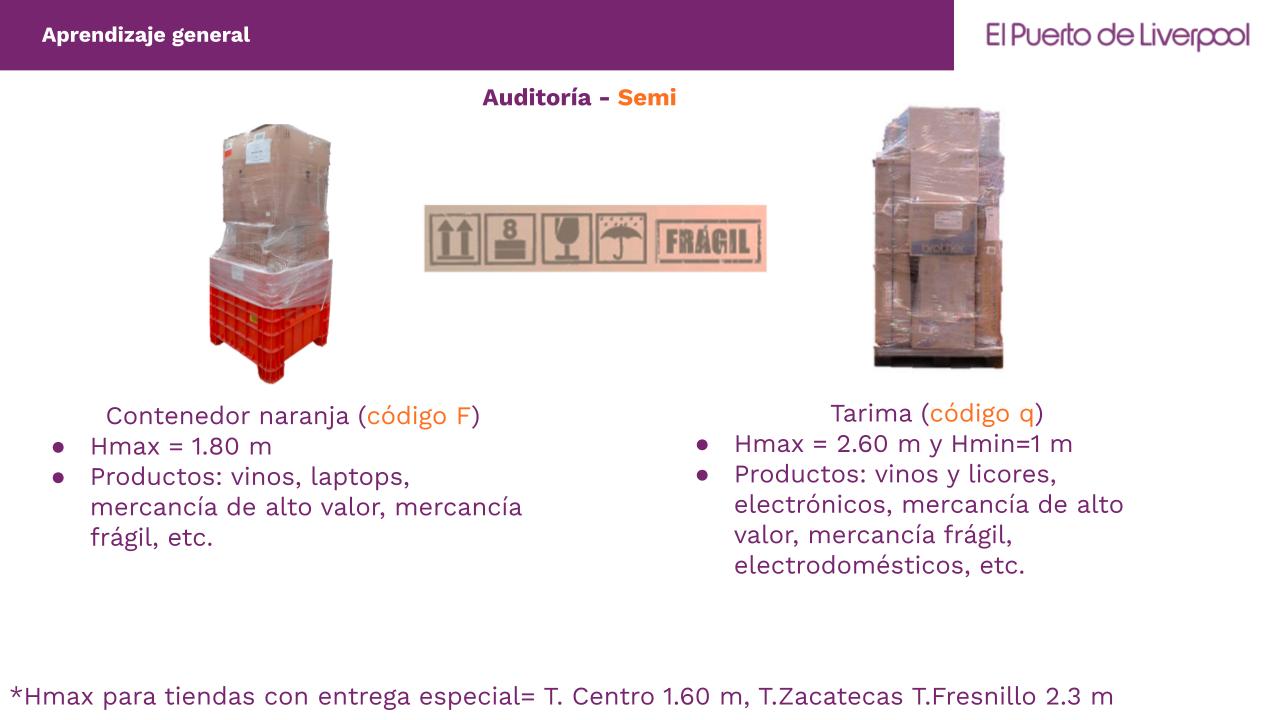 Aprendizaje general
El Puerto de Liverpool
Auditoría - Semi
8
FRÁGIL
brother
Contenedor naranja (código F)
● Hmax = 1.80 m
● Productos: vinos, laptops,
mercancía de alto valor, mercancía
frágil, etc.
Tarima (código q)
● Hmax = 2.60 m y Hmin=1 m
● Productos: vinos y licores,
electrónicos, mercancía de alto
valor, mercancía frágil,
electrodomésticos, etc.
*Hmax para tiendas con entrega especial= T. Centro 1.60 m, T.Zacatecas T.Fresnillo 2.3 m